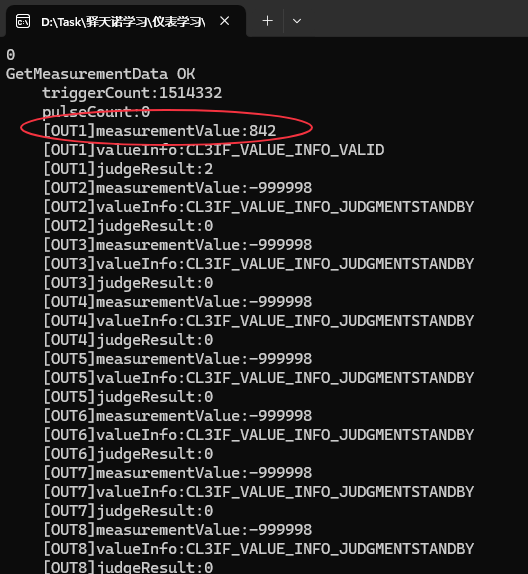 D:\Task\驿天诺学习\仪表学习\
0
GetMeasurementData OK
triggerCount:1514332
pulseCount:0
[OUT1]measurementValue:842
[OUT1]valueInfo:CL3IF_VALUE_INFO_VALID
[OUT1]judgeResult:2
[OUT2]measurementValue:-999998
[OUT2]valueInfo:CL3IF_VALUE_INFO_JUDGMENTSTANDBY
[OUT2]judgeResult:0
[OUT3]measurementValue:-999998
[OUT3]valueInfo:CL3IF_VALUE_INFO_JUDGMENTSTANDBY
[OUT3]judgeResult:0
[OUT4]measurementValue:-999998
[OUT4]valueInfo:CL3IF_VALUE_INFO_JUDGMENTSTANDBY
[OUT4]judgeResult:0
[OUT5]measurementValue:-999998
[OUT5]valueInfo:CL3IF_VALUE_INFO_JUDGMENTSTANDBY
[OUT5]judgeResult:0
[OUT6]measurementValue:-999998
[OUT6]valueInfo:CL3IF_VALUE_INFO_JUDGMENTSTANDBY
[OUT6]judgeResult:0
[OUT7]measurementValue:-999998
[OUT7]valueInfo:CL3IF_VALUE_INFO_JUDGMENTSTANDBY
[OUT7]judgeResult:0
[OUT8]measurementValue:-999998
[OUT8]valueInfo:CL3IF_VALUE_INFO_JUDGMENTSTANDBY
[OUT8]judgeResult:0